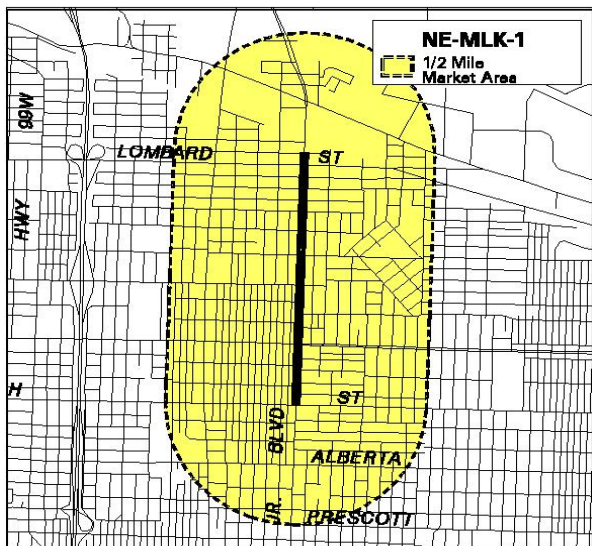 NE-MLK-1
1/2 Mile
Market Area
99W
HWY
LOMBARD ST
H
ST
BLVD
ALBERTA
JR.
PRESCOTT